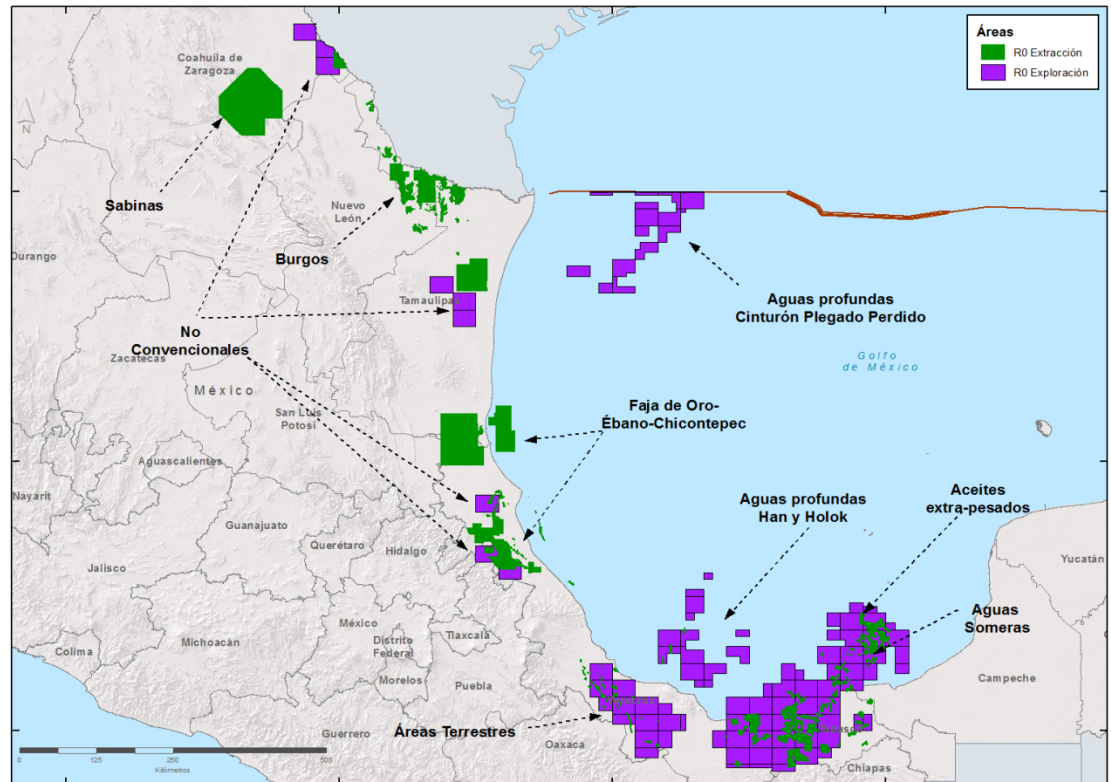 Áreas
R0 Extracción
R0 Exploración
Coahuila de
Zaragoza
N
Sabinas
Nuevo
León
Burgos
Durango
Tamaulipas
Aguas profundas
Cinturón Plegado Perdido
No
Convencionales
Zacatecas
México
Golfo
de México
San Luis
Potosí
Faja de Oro-
Ébano-Chicontepec
Aguascalientes
Nayarit
Aguas profundas
Han y Holok
Aceites
extra-pesados
Guanajuato
Querétaro
Hidalgo
Jalisco
Yucatán
México
Aguas
Someras
Michoacán
Distrito
Federal
Tlaxcala
Colima
Morelos
Puebla
Campeche
Guerrero
Áreas Terrestres
Oaxaca
Chiapas
0
125
250
500
Kilómetros